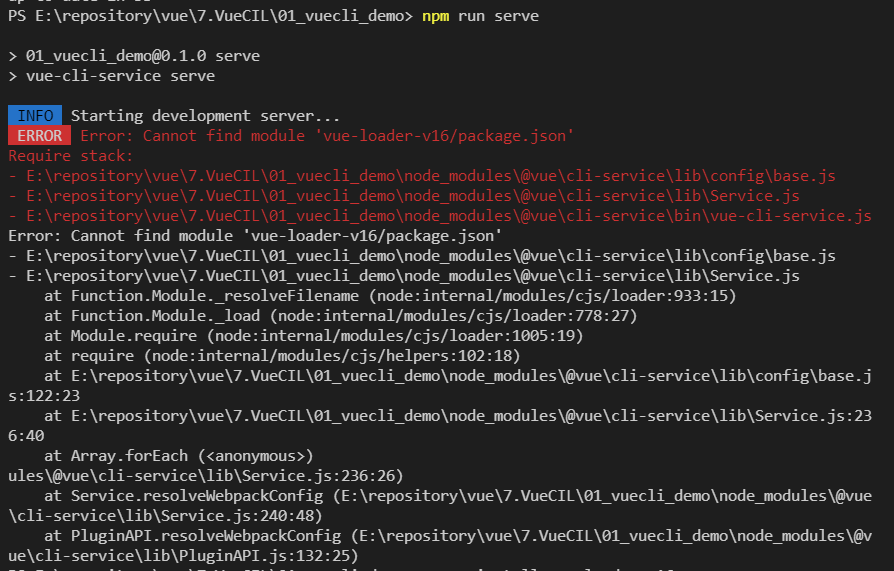 PS E:\repository\vue\7.VueCIL\01_vuecli_demo> npm run serve
> 01_vuecli_demo@0.1.0 serve
> vue-cli-service serve
INFO Starting development server...
ERROR Error: Cannot find module 'vue-loader-v16/package.json'
Require stack:
- E:\repository\vue\7.VueCIL\01_vuecli_demo\node_modules\@vue\cli-service\lib\config\base.js
- E:\repository\vue\7.VueCIL\01_vuecli_demo\node_modules\@vue\cli-service\lib\Service.js
- E:\repository\vue\7.VueCIL\01_vuecli_demo\node_modules\@vue\cli-service\bin\vue-cli-service.js
Error: Cannot find module 'vue-loader-v16/package.json'
- E:\repository\vue\7.VueCIL\01_vuecli_demo\node_modules\@vue\cli-service\lib\config\base.js
- E:\repository\vue\7.VueCIL\01_vuecli_demo\node_modules\@vue\cli-service\lib\Service.js
at Function.Module._resolveFilename (node:internal/modules/cjs/loader:933:15)
at Function.Module._load (node:internal/modules/cjs/loader:778:27)
at Module.require (node:internal/modules/cjs/loader:1005:19)
at require (node:internal/modules/cjs/helpers:102:18)
at E:\repository\vue\7.VueCIL\01_vuecli_demo\node_modules\@vue\cli-service\lib\config\base.j
s:122:23
at E:\repository\vue\7.VueCIL\01_vuecli_demo\node_modules\@vue\cli-service\lib\Service.js:23
6:40
at Array.forEach (<anonymous>)
ules\@vue\cli-service\lib\Service.js:236:26)
at Service.resolveWebpackConfig (E:\repository\vue\7.VueCIL\01_vuecli_demo\node_modules\@vue
\cli-service\lib\Service.js:240:48)
at PluginAPI.resolveWebpackConfig (E:\repository\vue\7.VueCIL\01_vuecli_demo\node_modules\@v
ue\cli-service\lib\PluginAPI.js:132:25)